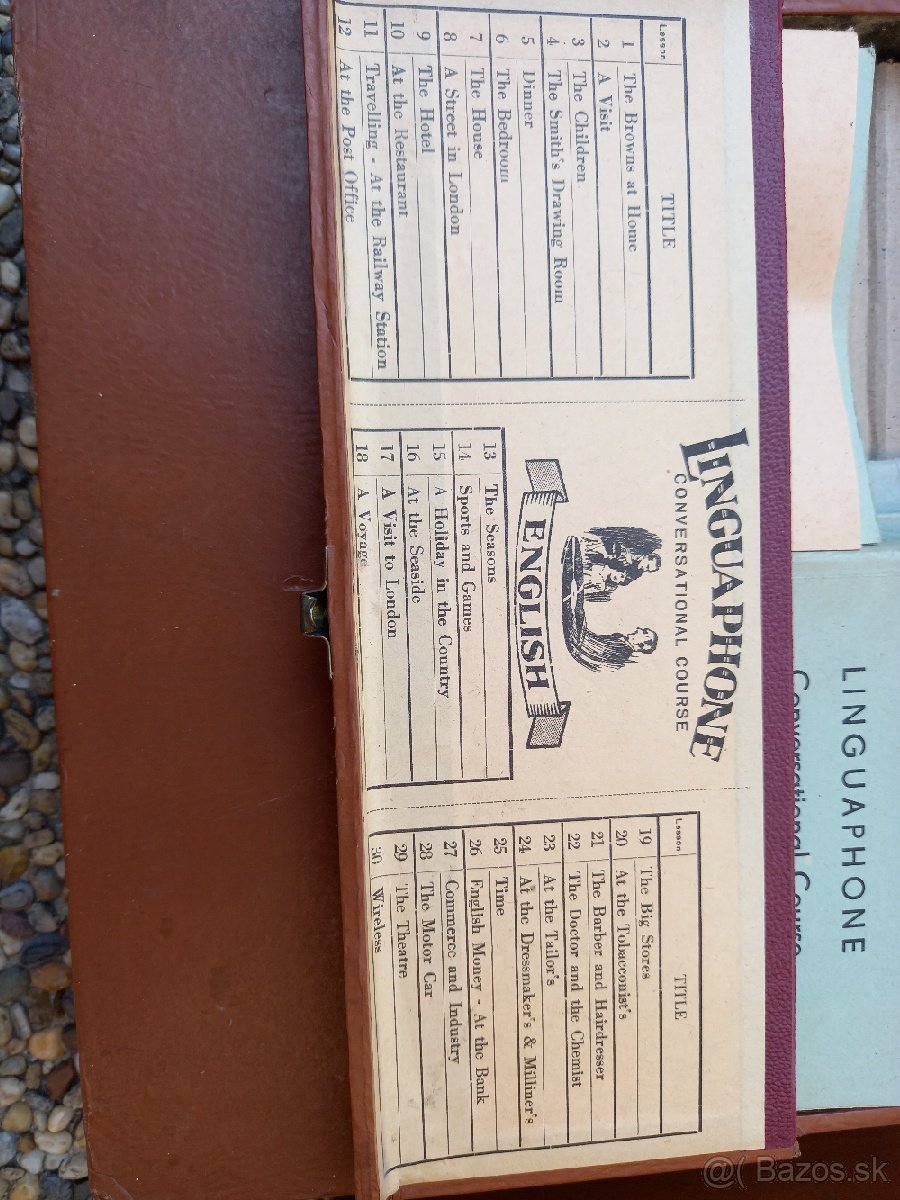 Lesson TITLE
1 The Browns at Home
2 A Visit
3 The Children
4 The Smith's Drawing Room
5 Dinner
6 The Bedroom
7 The House
8 A Street in London
9 The Hotel
10 At the Restaurant
11 Travelling - At the Railway Station
12 At the Post Office
LINGUAPHONE
CONVERSATIONAL COURSE
ENGLISH
13 The Seasons
14 Sports and Games
15 A Holiday in the Country
16 At the Seaside
17 A Visit to London
18 A Voyage
Lesson TITLE
19 The Big Stores
20 At the Tobacconist's
21 The Barber and Hairdresser
22 The Doctor and the Chemist
23 At the Tailor's
24 At the Dressmaker's & Milliner's
25 Time
26 English Money - At the Bank
27 Commerce and Industry
28 The Motor Car
29 The Theatre
30 Wireless
LINGUAPHONE
Conversational Course
@( Bazos.sk